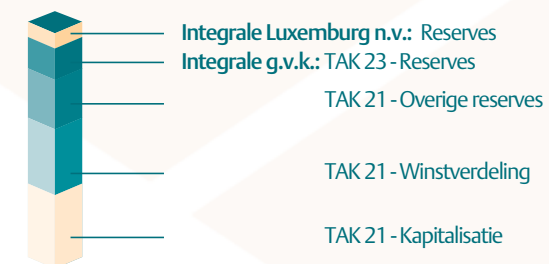 Integrale Luxemburg n.v.: Reserves
Integrale g.v.k.: TAK 23 - Reserves
TAK 21 - Overige reserves
TAK 21 - Winstverdeling
TAK 21 - Kapitalisatie